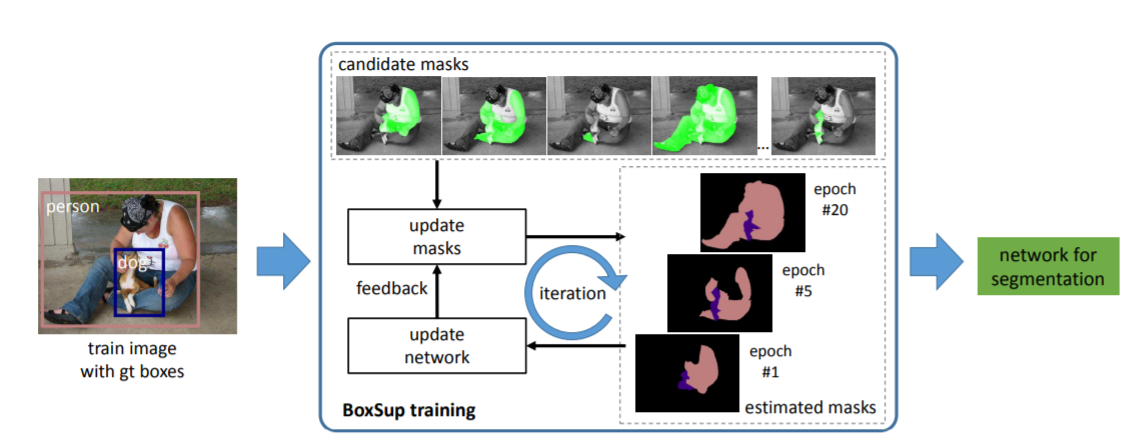 candidate masks
...
person
dog
train image
with gt boxes
update
masks
feedback
iteration
update
network
BoxSup training
epoch
#20
epoch
#5
epoch
#1
estimated masks
network for
segmentation